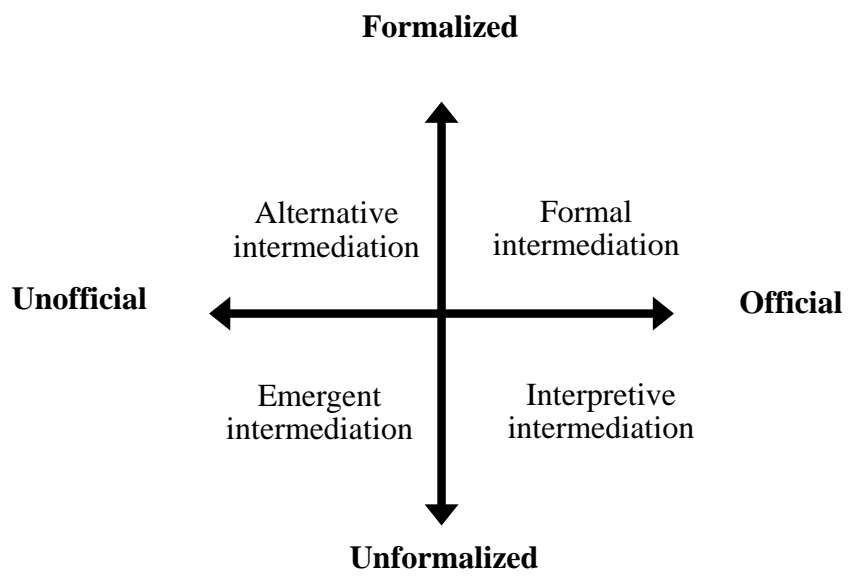 Formalized
Alternative
intermediation
Formal
intermediation
Unofficial
Official
Emergent
intermediation
Interpretive
intermediation
Unformalized